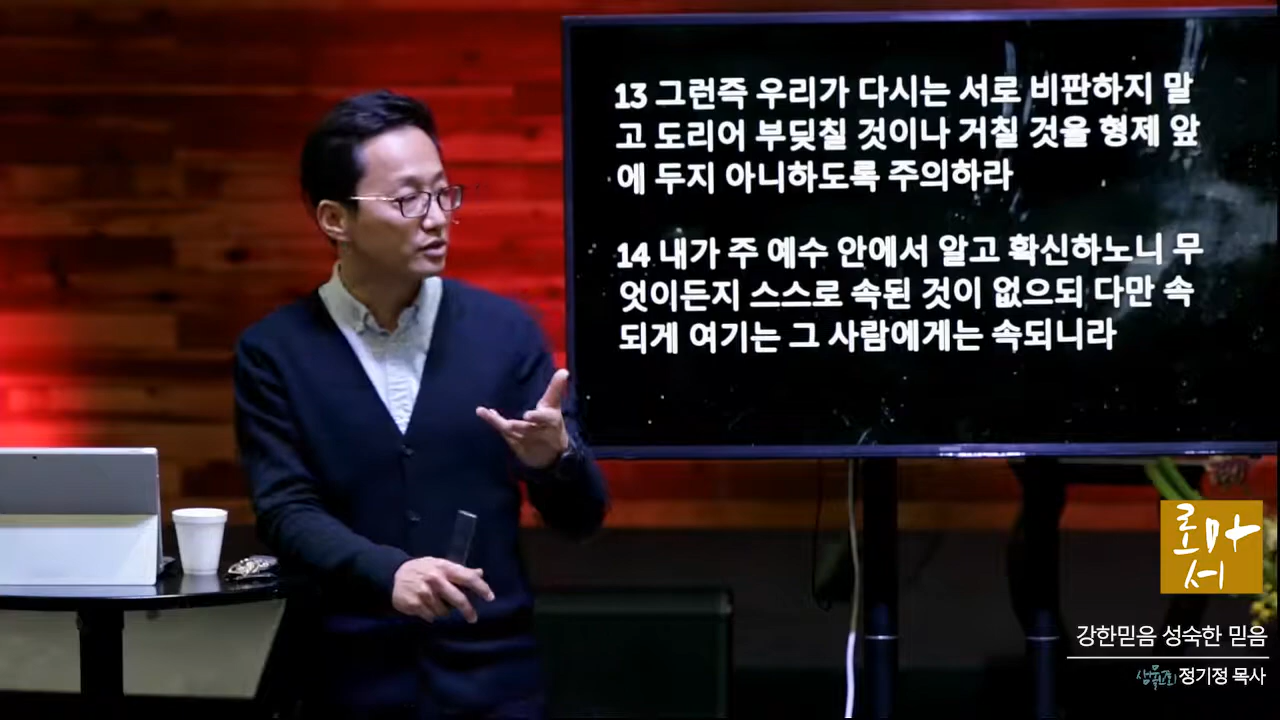 13 그런즉 우리가 다시는 서로 비판하지 말
고 도리어 부딪칠 것이나 거칠 것을 형제 앞
에 두지 아니하도록 주의하라
14 내가 주 예수 안에서 알고 확신하노니 무
엇이든지 스스로 속된 것이 없으되 다만 속
되게 여기는 그 사람에게는 속되니라
로마
서
강한믿음 성숙한 믿음
샘물교회 정기정 목사